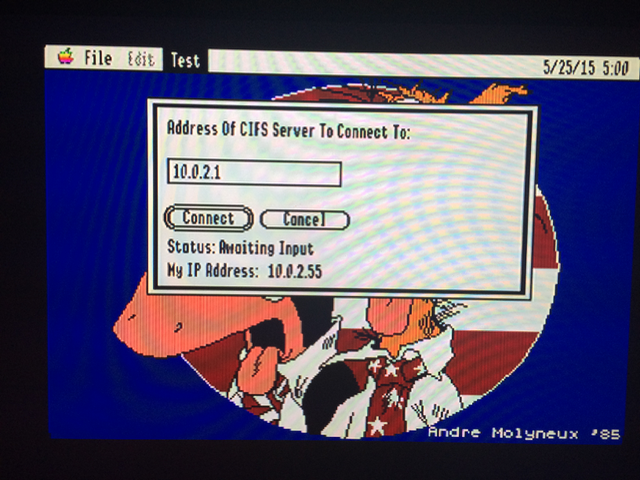 File Edit Test 5/25/15 5:00
Address Of CIFS Server To Connect To:
10.0.2.1
Connect Cancel
Status: Awaiting Input
My IP Address: 10.0.2.55
Andre Molyneux '85